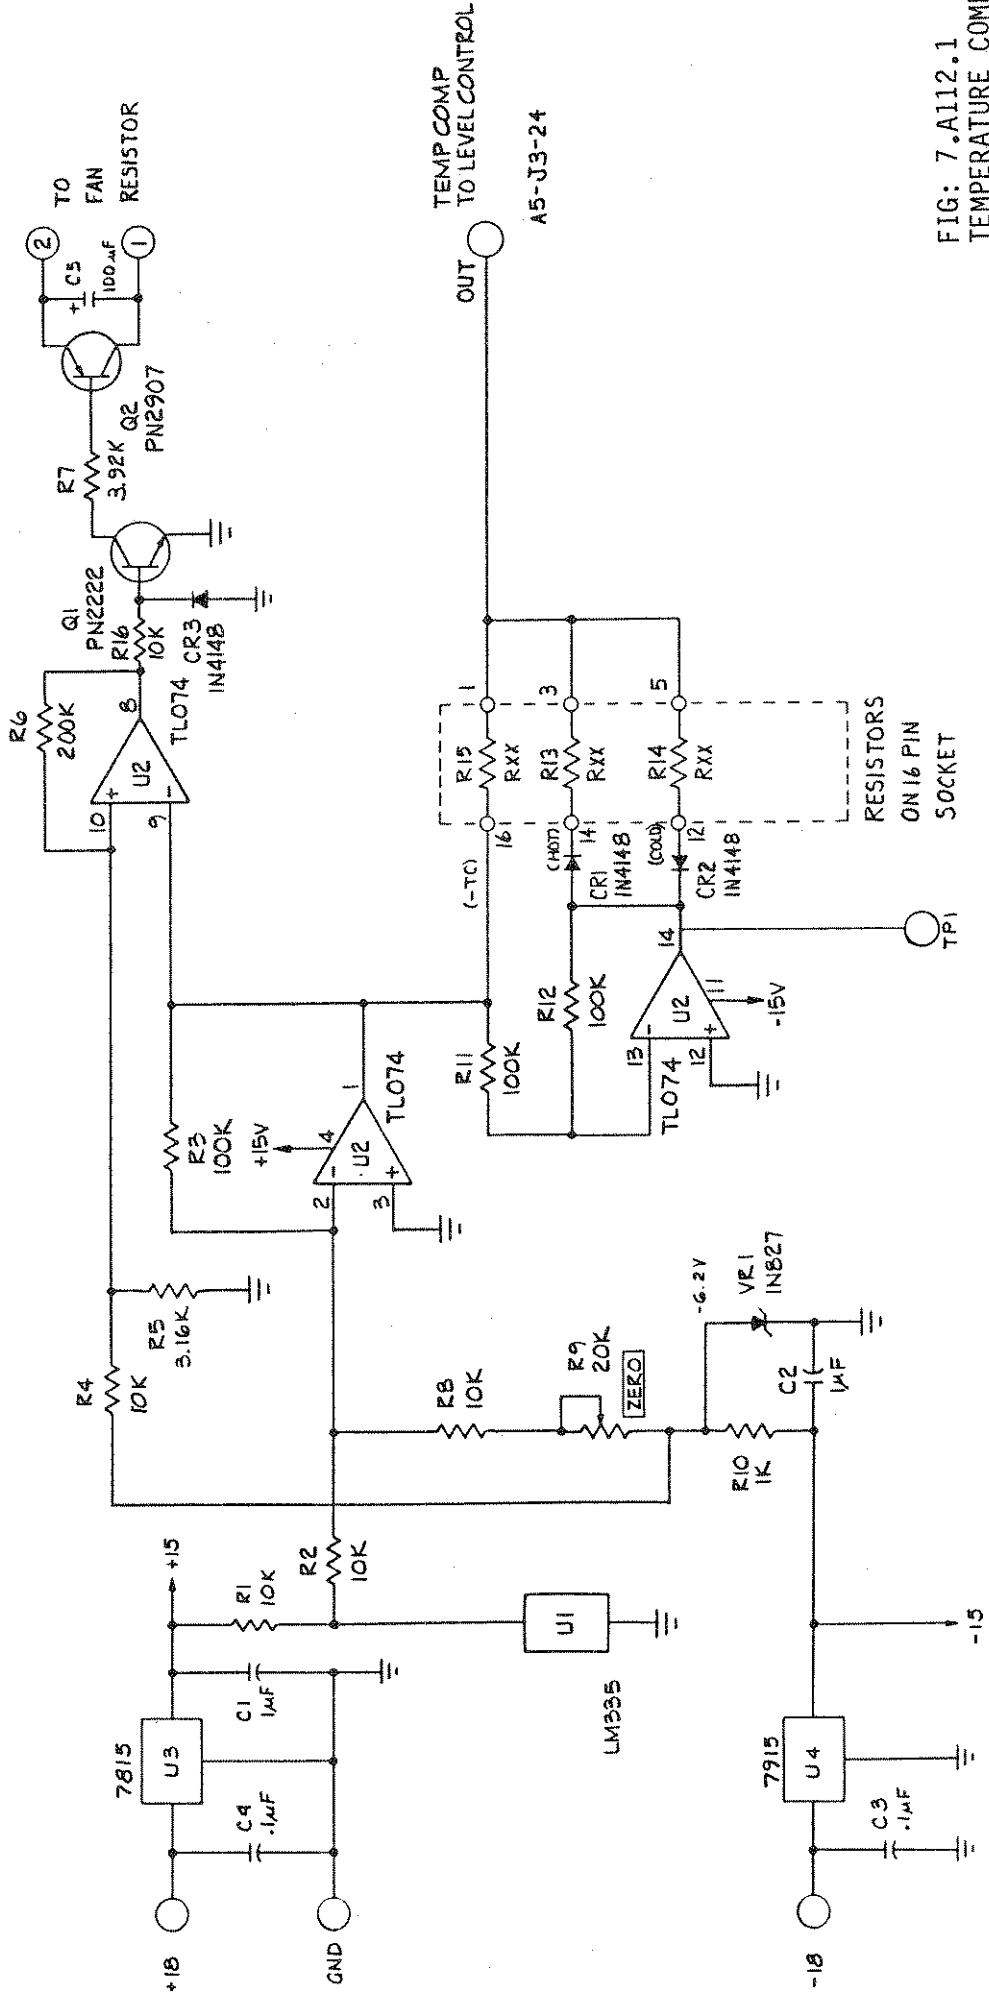 +18
GND
-18
C4
.1µF
7815
U3
C1
1µF
+15
R1
10K
R2
10K
U1
LM335
C3
.1µF
7915
U4
-15
R4
10K
R5
3.16K
R8
10K
R9
20K
ZERO
R10
1K
-6.2V
VR1
1N827
C2
1µF
R3
100K
+15V
2
3
4
-
+
U2
1
TL074
R11
100K
R12
100K
13
12
-
+
U2
14
11
-15V
TL074
TP1
R6
200K
10
9
+
-
U2
8
TL074
R16
10K
CR3
1N4148
Q1
PN2222
R7
3.92K
Q2
PN2907
+
C5
100µF
2
1
TO
FAN
RESISTOR
(-TC)
16
R15
RXX
1
(HOT)
14
CR1
1N4148
R13
RXX
3
(COLD)
12
CR2
1N4148
R14
RXX
5
RESISTORS
ON 16 PIN
SOCKET
OUT
TEMP COMP
TO LEVEL CONTROL
A5-J3-24
FIG: 7.A112.1
TEMPERATURE COM